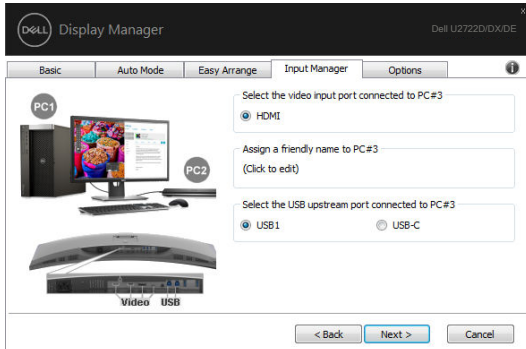 DELL Display Manager
Dell U2722D/DX/DE
Basic Auto Mode Easy Arrange Input Manager Options
PC1
PC2
Video USB
Select the video input port connected to PC#3
HDMI
Assign a friendly name to PC#3
(Click to edit)
Select the USB upstream port connected to PC#3
USB1 USB-C
< Back Next > Cancel